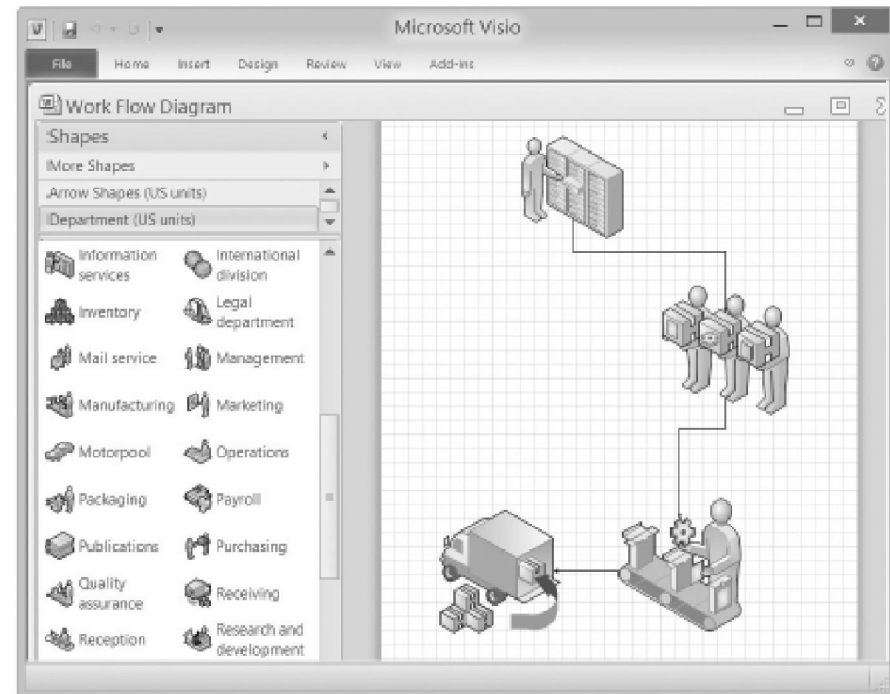 Microsoft Visio
File Home Insert Design Review View Add-Ins
Work Flow Diagram
Shapes
More Shapes
Arrow Shapes (US units)
Department (US units)
Information services
International division
Inventory
Legal department
Mail service
Management
Manufacturing
Marketing
Motorpool
Operations
Packaging
Payroll
Publications
Purchasing
Quality assurance
Receiving
Reception
Research and development